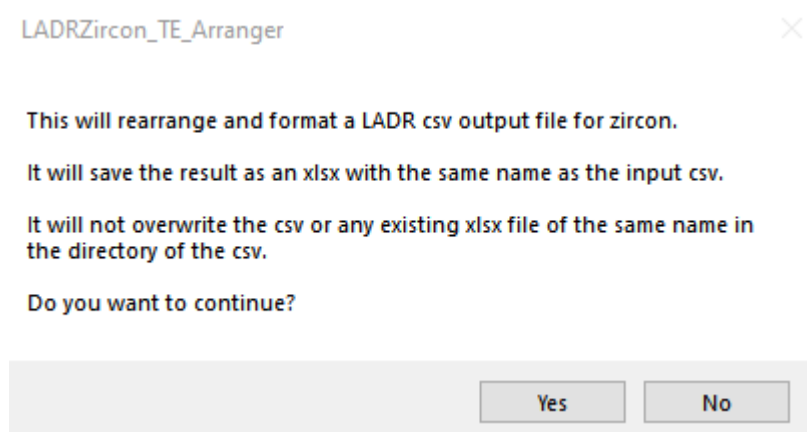 LADRZircon_TE_Arranger
This will rearrange and format a LADR csv output file for zircon.
It will save the result as an xlsx with the same name as the input csv.
It will not overwrite the csv or any existing xlsx file of the same name in
the directory of the csv.
Do you want to continue?
Yes
No